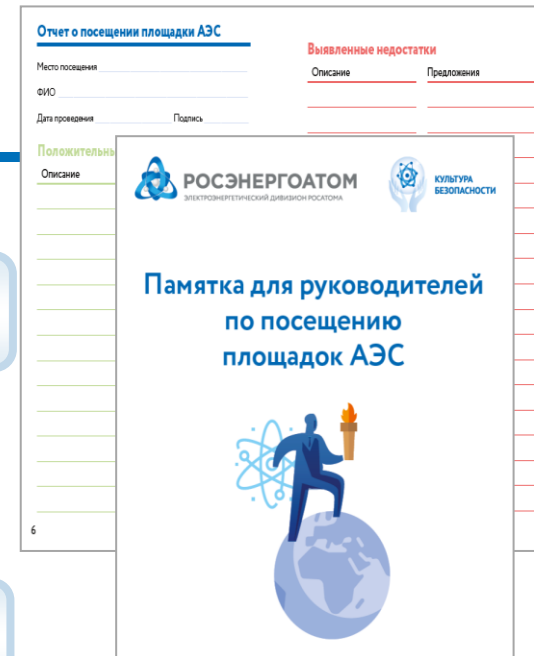 Отчет о посещении площадки АЭС
Место посещения
ФИО
Дата проведения Подпись
Выявленные недостатки
Описание Предложения
Описание
6
РОСЭНЕРГОАТОМ
ЭЛЕКТРОЭНЕРГЕТИЧЕСКИЙ ДИВИЗИОН РОСАТОМА
КУЛЬТУРА
БЕЗОПАСНОСТИ
Памятка для руководителей
по посещению
площадок АЭС